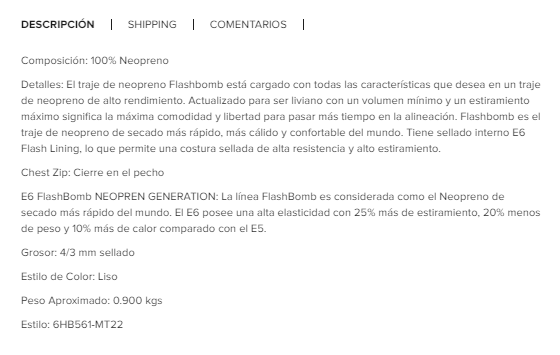 DESCRIPCIÓN | SHIPPING | COMENTARIOS |
Composición: 100% Neopreno
Detalles: El traje de neopreno Flashbomb está cargado con todas las características que desea en un traje
de neopreno de alto rendimiento. Actualizado para ser liviano con un volumen mínimo y un estiramiento
máximo significa la máxima comodidad y libertad para pasar más tiempo en la alineación. Flashbomb es el
traje de neopreno de secado más rápido, más cálido y confortable del mundo. Tiene sellado interno E6
Flash Lining, lo que permite una costura sellada de alta resistencia y alto estiramiento.
Chest Zip: Cierre en el pecho
E6 FlashBomb NEOPREN GENERATION: La línea FlashBomb es considerada como el Neopreno de
secado más rápido del mundo. El E6 posee una alta elasticidad con 25% más de estiramiento, 20% menos
de peso y 10% más de calor comparado con el E5.
Grosor: 4/3 mm sellado
Estilo de Color: Liso
Peso Aproximado: 0.900 kgs
Estilo: 6HB561-MT22